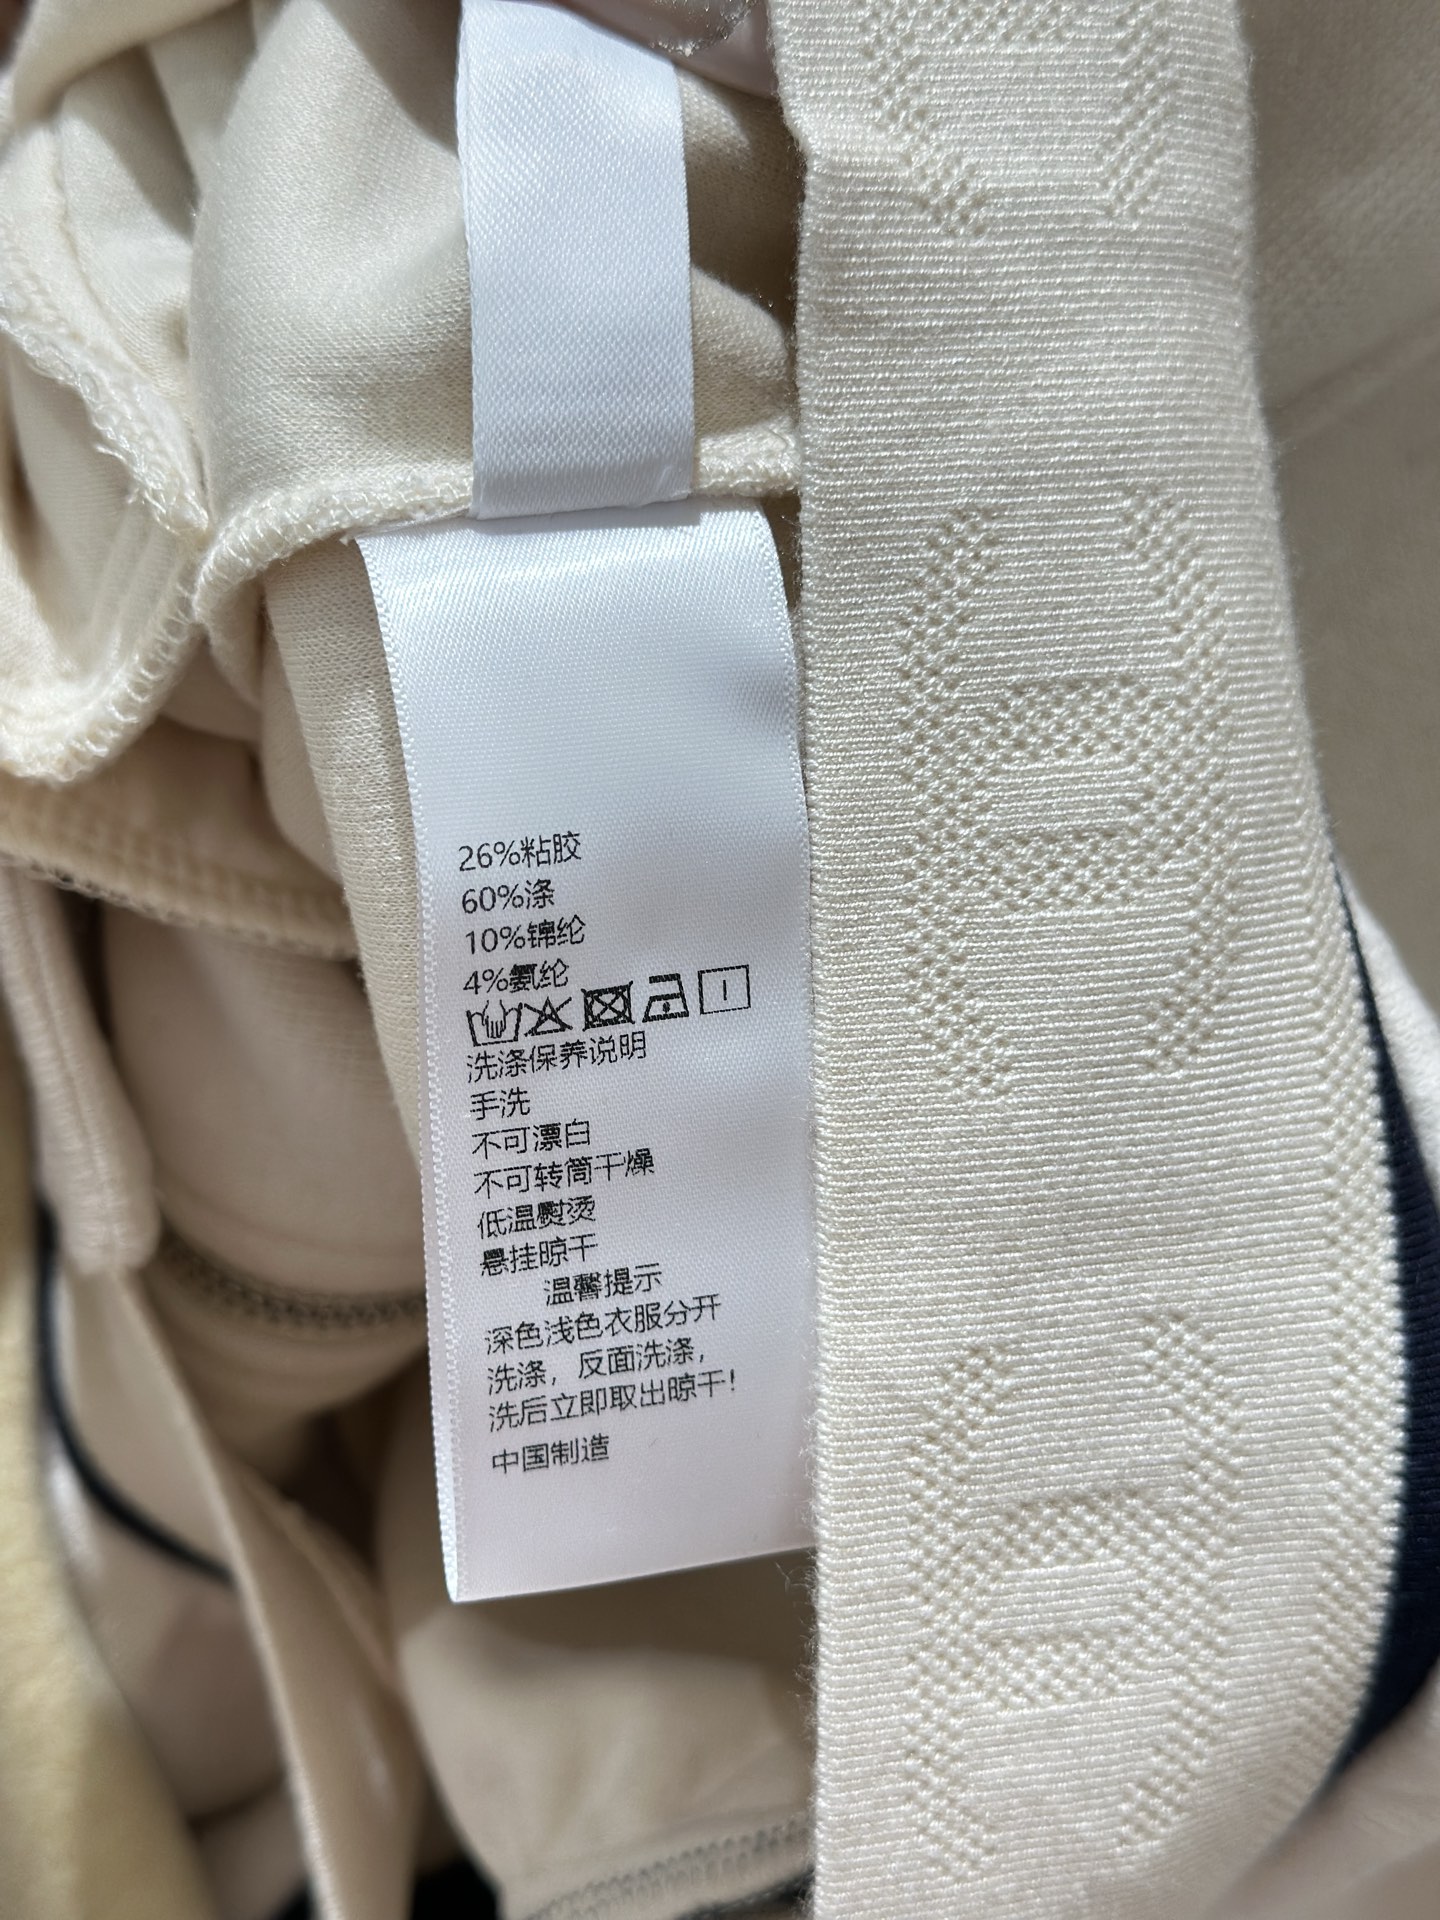 26%粘胶
60%涤
10%锦纶
4%氨纶
洗涤保养说明
手洗
不可漂白
不可转筒干燥
低温熨烫
悬挂晾干
温馨提示
深色浅色衣服分开
洗涤，反面洗涤，
洗后立即取出晾干！
中国制造